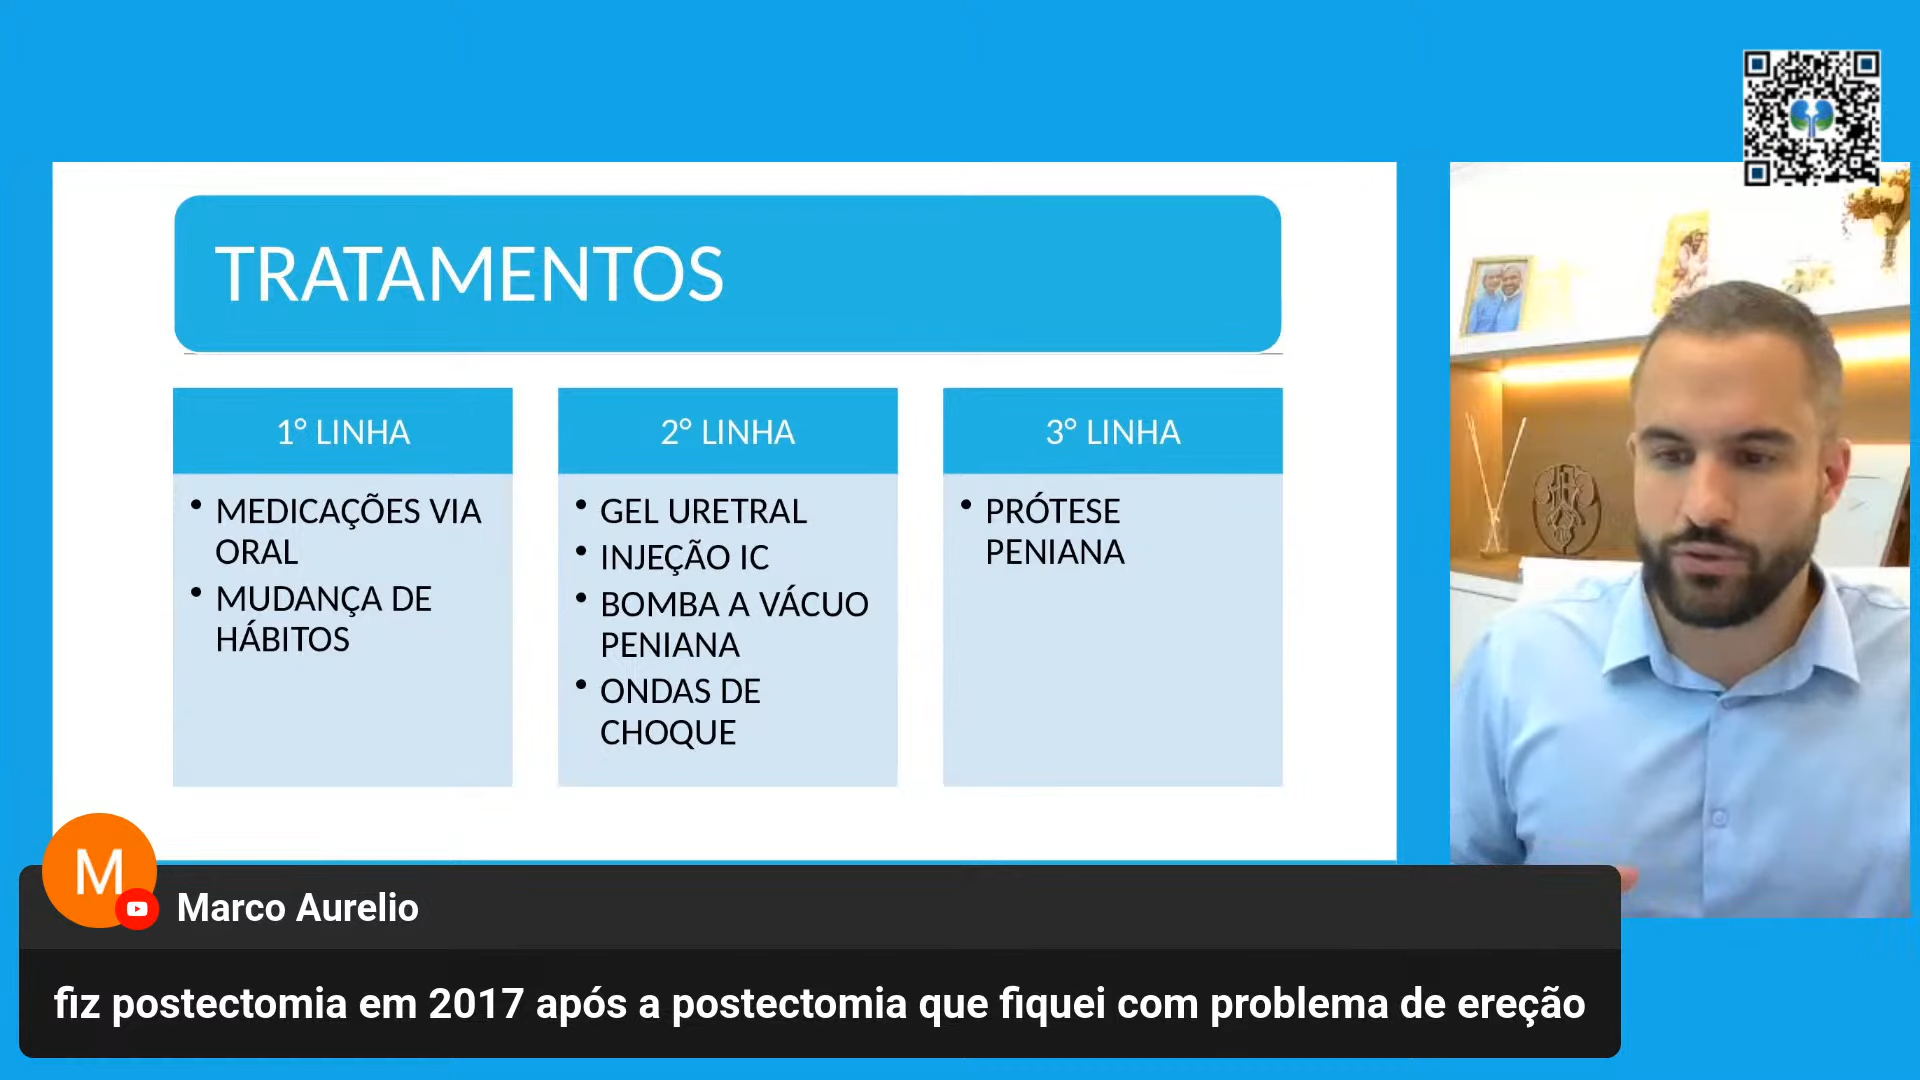 TRATAMENTOS
1° LINHA
• MEDICAÇÕES VIA
ORAL
• MUDANÇA DE
HÁBITOS
2° LINHA
• GEL URETRAL
• INJEÇÃO IC
• BOMBA A VÁCUO
PENIANA
• ONDAS DE
CHOQUE
3° LINHA
• PRÓTESE
PENIANA
M
Marco Aurelio
fiz postectomia em 2017 após a postectomia que fiquei com problema de ereção